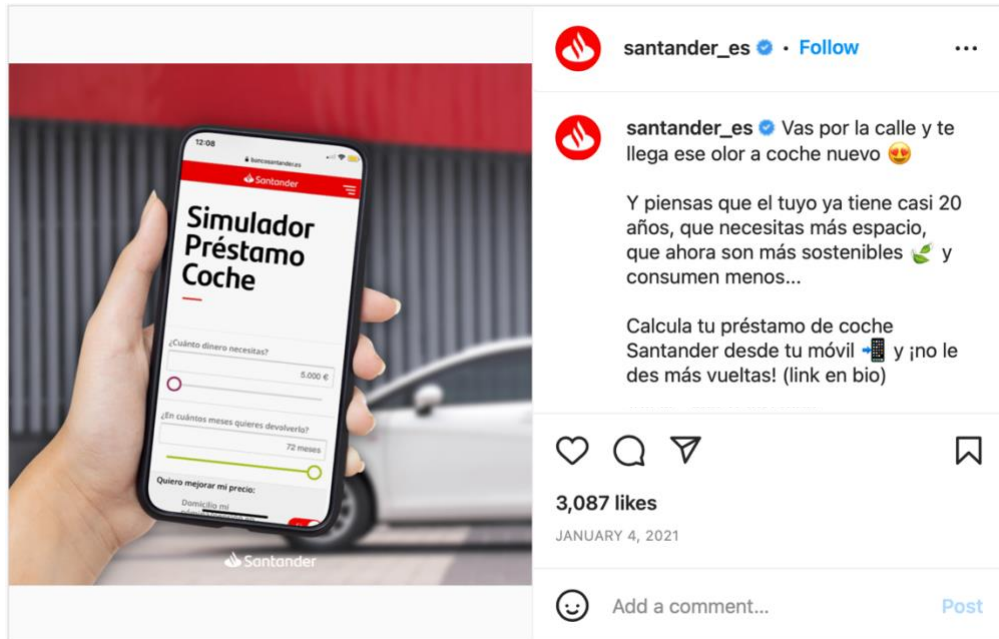 12:08
bancosantander.es
Santander
Simulador
Préstamo
Coche
¿Cuánto dinero necesitas?
5.000 €
¿En cuántos meses quieres devolverlo?
72 meses
Quiero mejorar mi precio:
Domicilio mi
Santander
santander_es • Follow
santander_es Vas por la calle y te
llega ese olor a coche nuevo 😍
Y piensas que el tuyo ya tiene casi 20
años, que necesitas más espacio,
que ahora son más sostenibles 🍃 y
consumen menos...
Calcula tu préstamo de coche
Santander desde tu móvil 📲 y ¡no le
des más vueltas! (link en bio)
3,087 likes
JANUARY 4, 2021
Add a comment...
Post